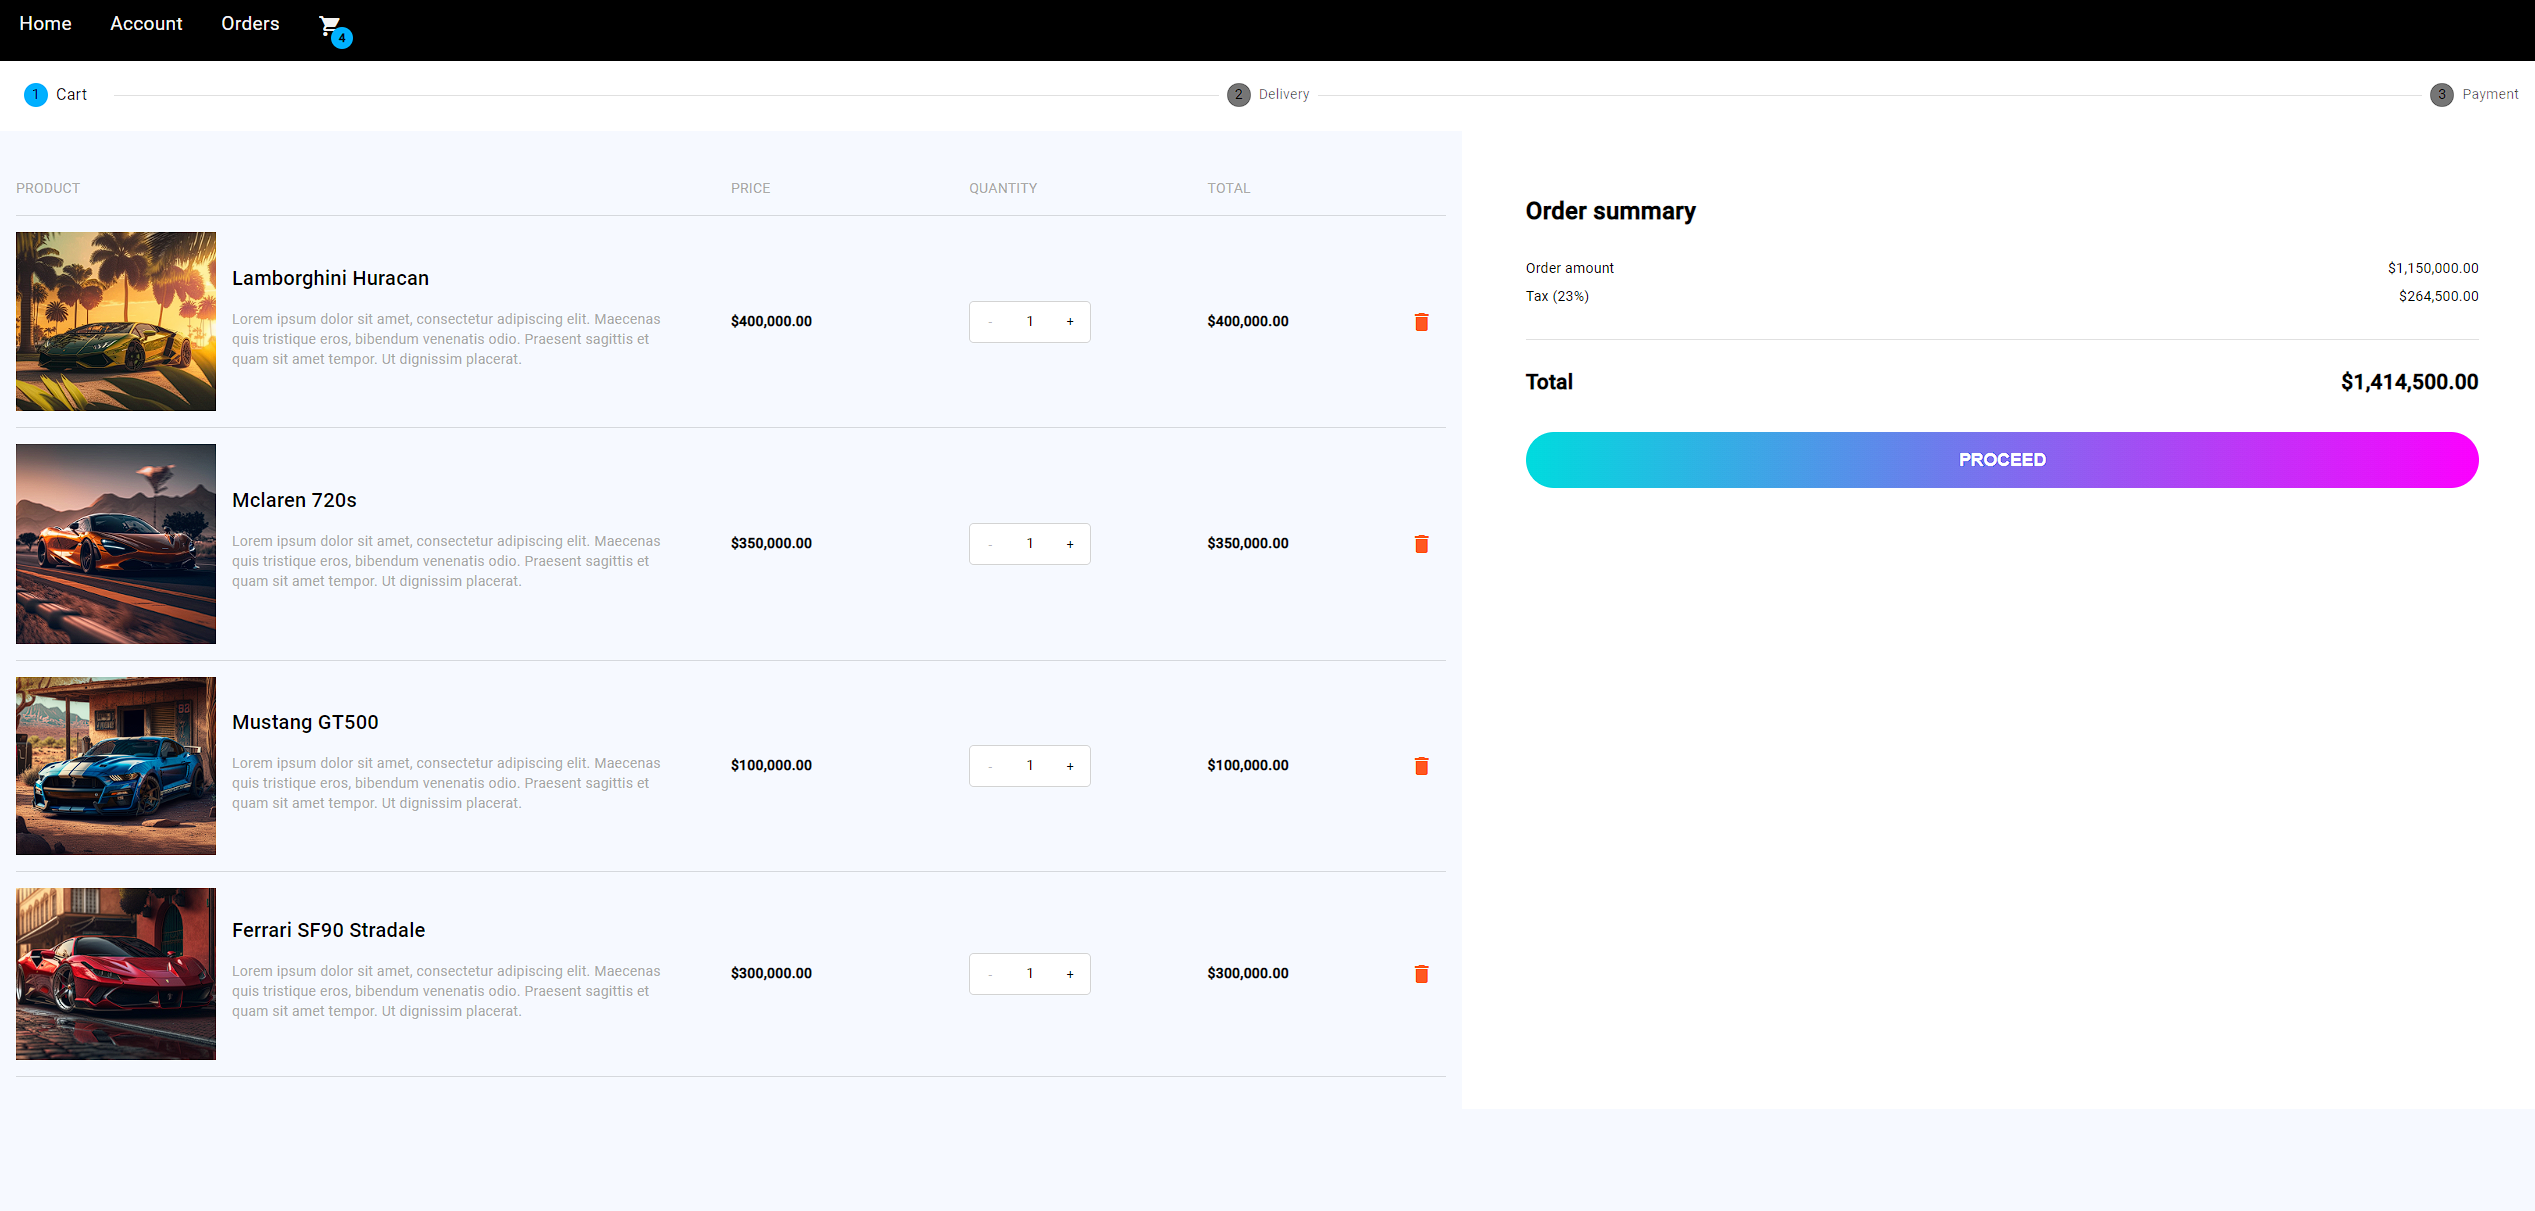 Home Account Orders 4
1 Cart 2 Delivery 3 Payment
PRODUCT PRICE QUANTITY TOTAL
Lamborghini Huracan
Lorem ipsum dolor sit amet, consectetur adipiscing elit. Maecenas
quis tristique eros, bibendum venenatis odio. Praesent sagittis et
quam sit amet tempor. Ut dignissim placerat.
$400,000.00 - 1 + $400,000.00
Mclaren 720s
Lorem ipsum dolor sit amet, consectetur adipiscing elit. Maecenas
quis tristique eros, bibendum venenatis odio. Praesent sagittis et
quam sit amet tempor. Ut dignissim placerat.
$350,000.00 - 1 + $350,000.00
Mustang GT500
Lorem ipsum dolor sit amet, consectetur adipiscing elit. Maecenas
quis tristique eros, bibendum venenatis odio. Praesent sagittis et
quam sit amet tempor. Ut dignissim placerat.
$100,000.00 - 1 + $100,000.00
Ferrari SF90 Stradale
Lorem ipsum dolor sit amet, consectetur adipiscing elit. Maecenas
quis tristique eros, bibendum venenatis odio. Praesent sagittis et
quam sit amet tempor. Ut dignissim placerat.
$300,000.00 - 1 + $300,000.00
Order summary
Order amount $1,150,000.00
Tax (23%) $264,500.00
Total $1,414,500.00
PROCEED